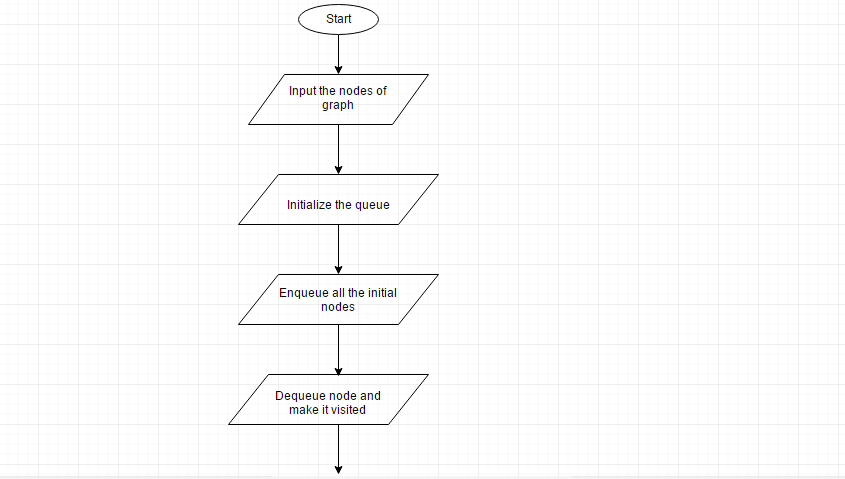 Start
Input the nodes of
graph
Initialize the queue
Enqueue all the initial
nodes
Dequeue node and
make it visited